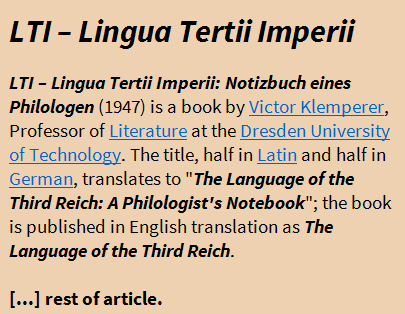 LTI – Lingua Tertii Imperii
LTI – Lingua Tertii Imperii: Notizbuch eines
Philologen (1947) is a book by Victor Klemperer,
Professor of Literature at the Dresden University
of Technology. The title, half in Latin and half in
German, translates to "The Language of the
Third Reich: A Philologist's Notebook"; the book
is published in English translation as The
Language of the Third Reich.
[...] rest of article.